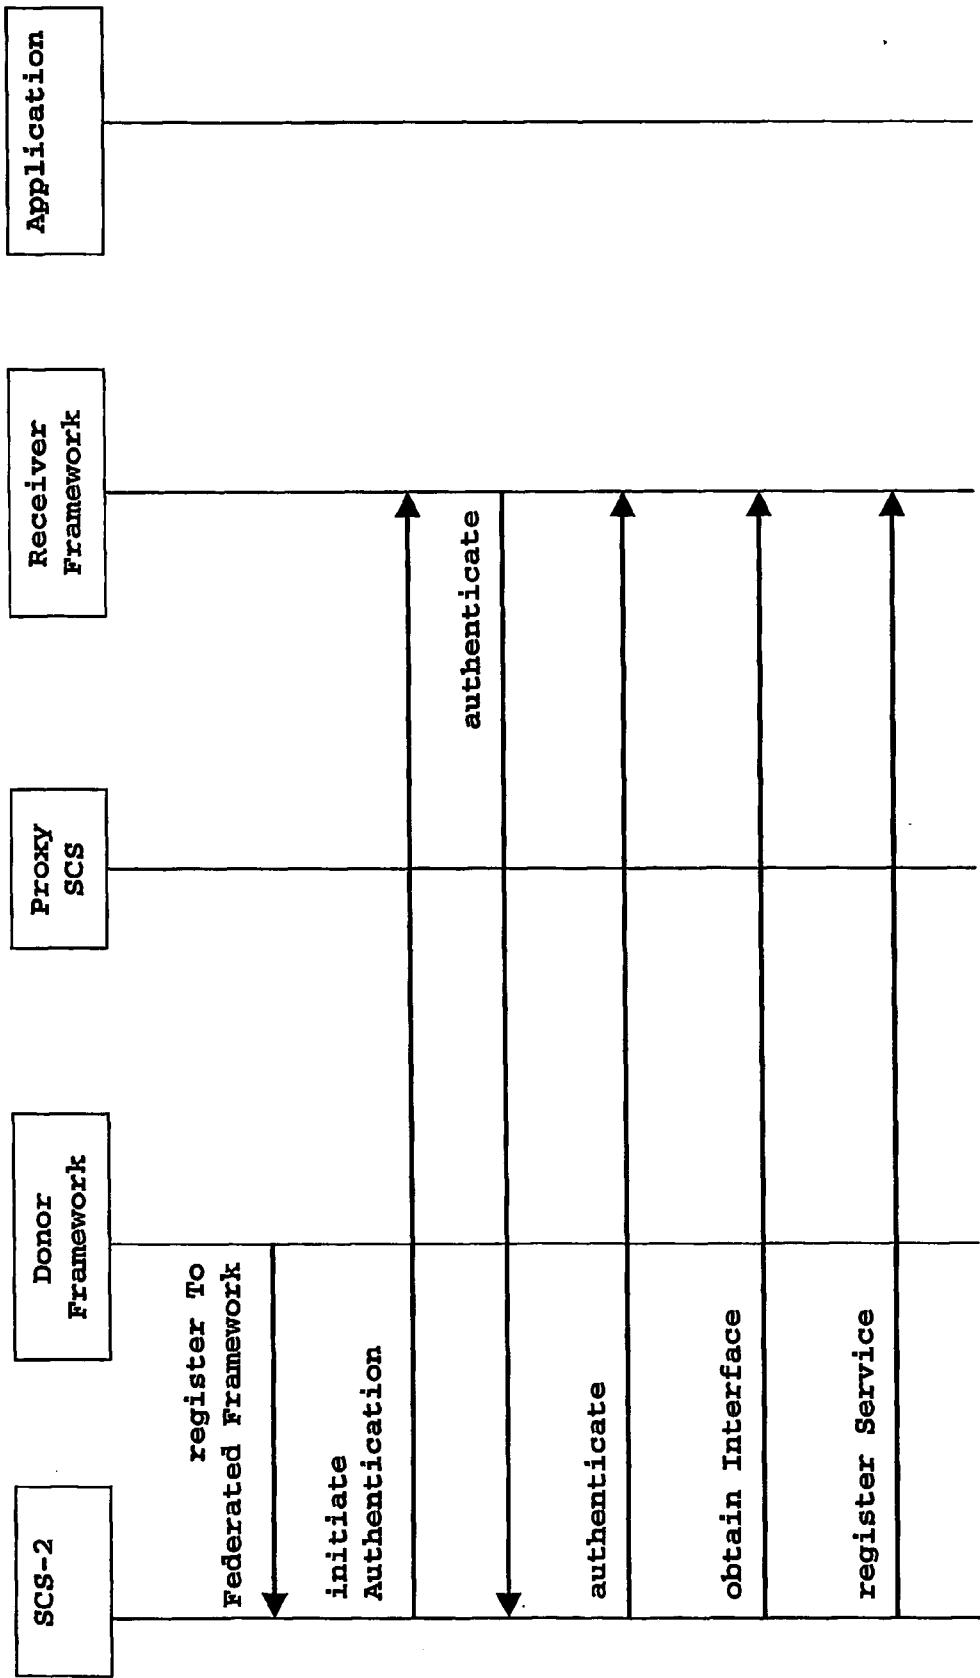 SCS-2
Donor
Framework
Proxy
SCS
Receiver
Framework
Application
register To
Federated Framework
initiate
Authentication
authenticate
authenticate
obtain Interface
register Service